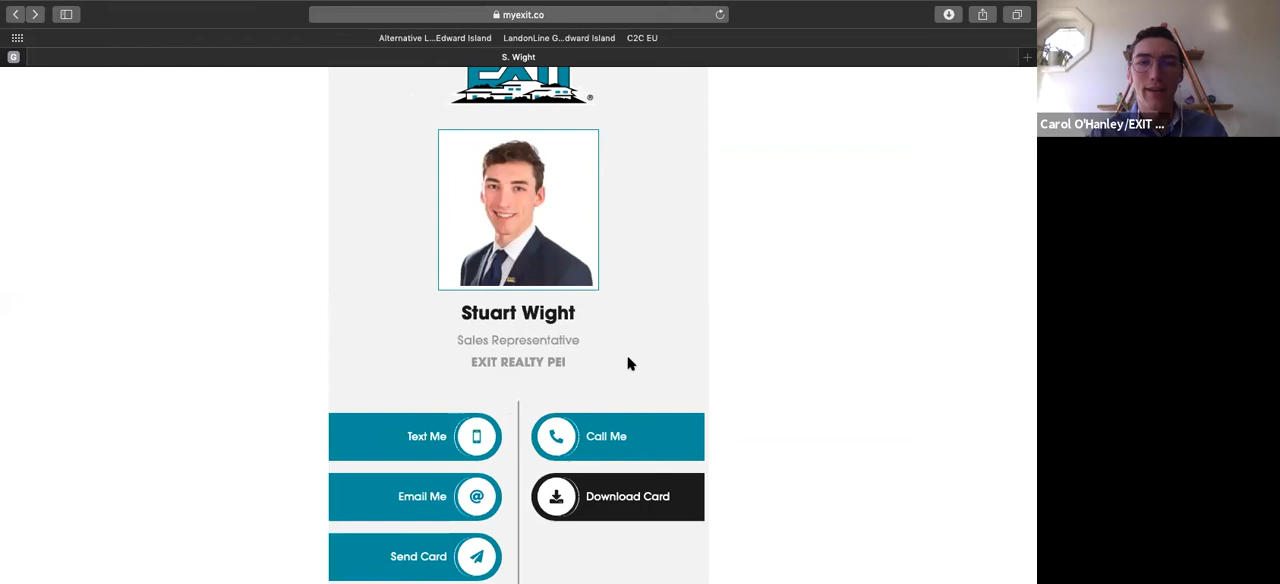 myexit.co
Alternative L...Edward Island LandonLine G...dward Island C2C EU
G
S. Wight
EXIT
®
Carol O'Hanley/EXIT ...
Stuart Wight
Sales Representative
EXIT REALTY PEI
Text Me
Call Me
Email Me
@
Download Card
Send Card